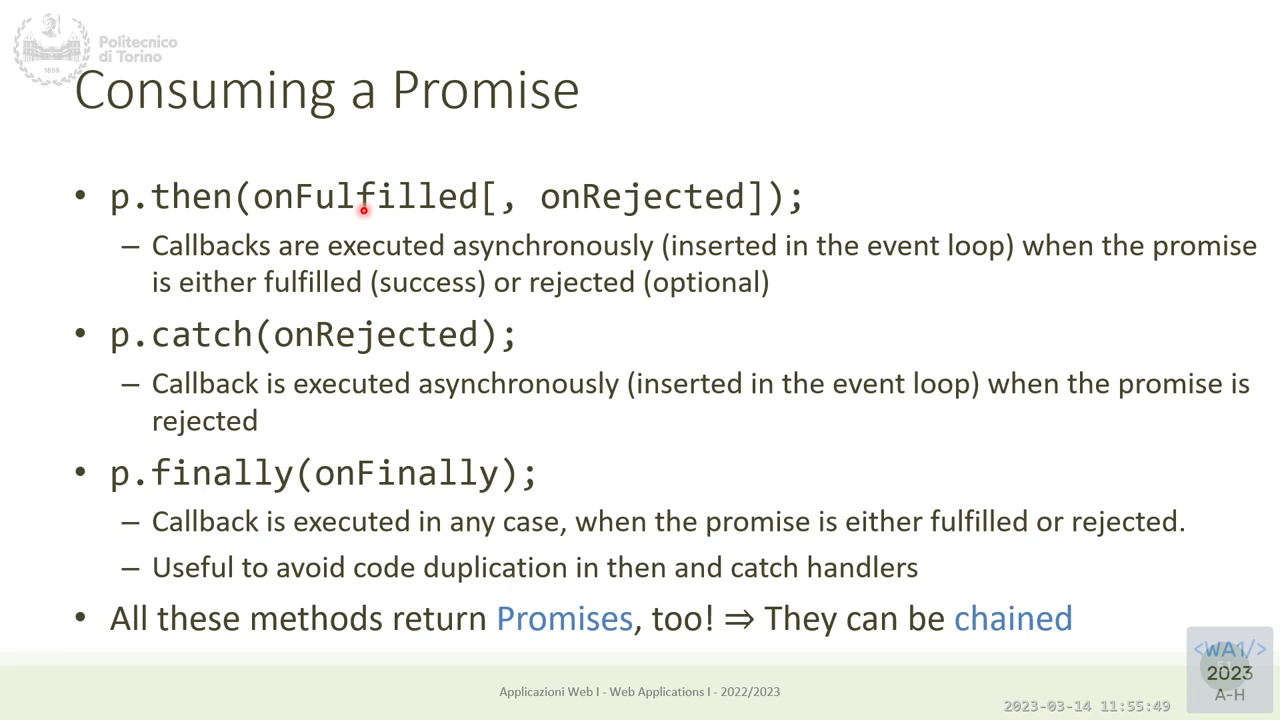 Politecnico
di Torino
1859
Consuming a Promise
• p.then(onFulfilled[, onRejected]);
– Callbacks are executed asynchronously (inserted in the event loop) when the promise
is either fulfilled (success) or rejected (optional)
• p.catch(onRejected);
– Callback is executed asynchronously (inserted in the event loop) when the promise is
rejected
• p.finally(onFinally);
– Callback is executed in any case, when the promise is either fulfilled or rejected.
– Useful to avoid code duplication in then and catch handlers
• All these methods return Promises, too! ⇒ They can be chained
Applicazioni Web I - Web Applications I - 2022/2023
<WA1/>
2023
A-H
2023-03-14 11:55:49